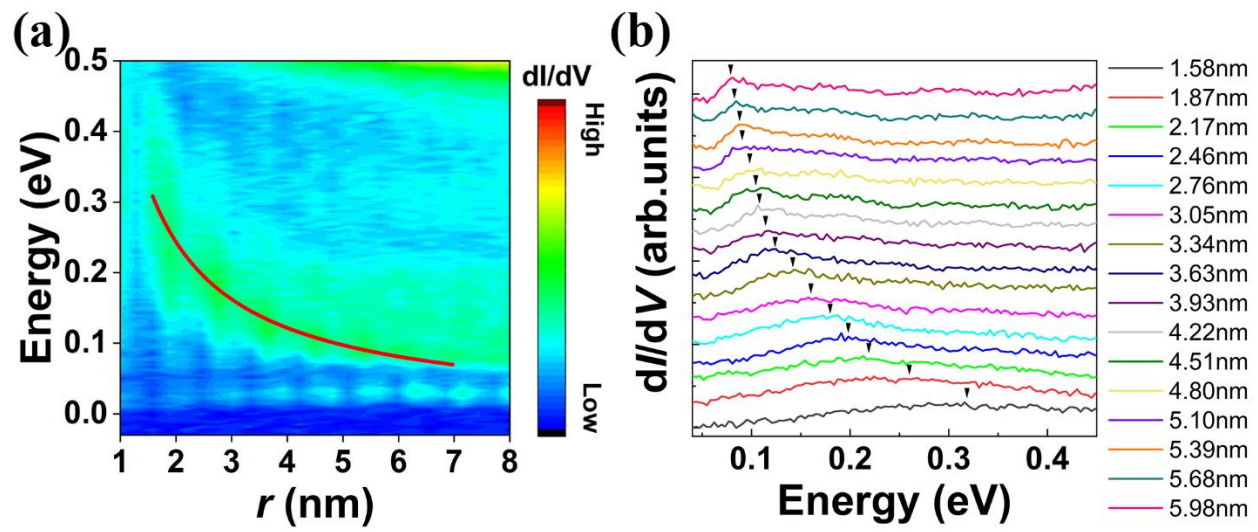 (a)
Energy (eV)
0.5
0.4
0.3
0.2
0.1
0.0
1 2 3 4 5 6 7 8
r (nm)
dI/dV
High
Low
(b)
dI/dV (arb.units)
0.1 0.2 0.3 0.4
Energy (eV)
1.58nm
1.87nm
2.17nm
2.46nm
2.76nm
3.05nm
3.34nm
3.63nm
3.93nm
4.22nm
4.51nm
4.80nm
5.10nm
5.39nm
5.68nm
5.98nm